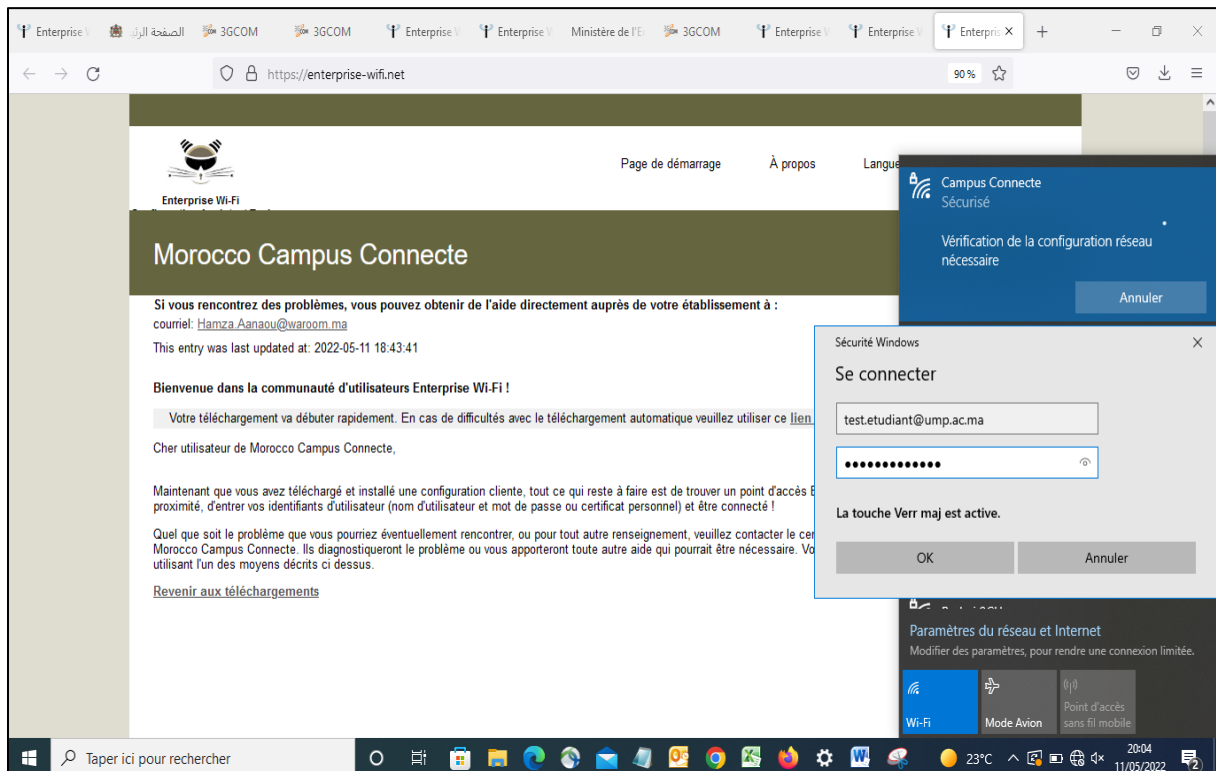 Enterprise
الصفحة
3GCOM
3GCOM
Enterprise V
Enterprise V
Ministère de l'E
3GCOM
Enterprise V
Enterprise V
Enterpris
https://enterprise-wifi.net
90 %
Enterprise Wi-Fi
Page de démarrage
À propos
Langue
Morocco Campus Connecte
Si vous rencontrez des problèmes, vous pouvez obtenir de l'aide directement auprès de votre établissement à :
courriel: Hamza.Aanaou@waroom.ma
This entry was last updated at: 2022-05-11 18:43:41
Bienvenue dans la communauté d'utilisateurs Enterprise Wi-Fi !
Votre téléchargement va débuter rapidement. En cas de difficultés avec le téléchargement automatique veuillez utiliser ce lien
Cher utilisateur de Morocco Campus Connecte,
Maintenant que vous avez téléchargé et installé une configuration cliente, tout ce qui reste à faire est de trouver un point d'accès E
proximité, d'entrer vos identifiants d'utilisateur (nom d'utilisateur et mot de passe ou certificat personnel) et être connecté !
Quel que soit le problème que vous pourriez éventuellement rencontrer, ou pour tout autre renseignement, veuillez contacter le cer
Morocco Campus Connecte. Ils diagnostiqueront le problème ou vous apporteront toute autre aide qui pourrait être nécessaire. Vo
utilisant l'un des moyens décrits ci dessus.
Revenir aux téléchargements
Campus Connecte
Sécurisé
Vérification de la configuration réseau
nécessaire
Annuler
Sécurité Windows
Se connecter
test.etudiant@ump.ac.ma
•••••••••••••
La touche Verr maj est active.
OK
Annuler
Paramètres du réseau et Internet
Modifier des paramètres, pour rendre une connexion limitée.
Wi-Fi
Mode Avion
Point d'accès
sans fil mobile
Taper ici pour rechercher
23°C
20:04
11/05/2022
2